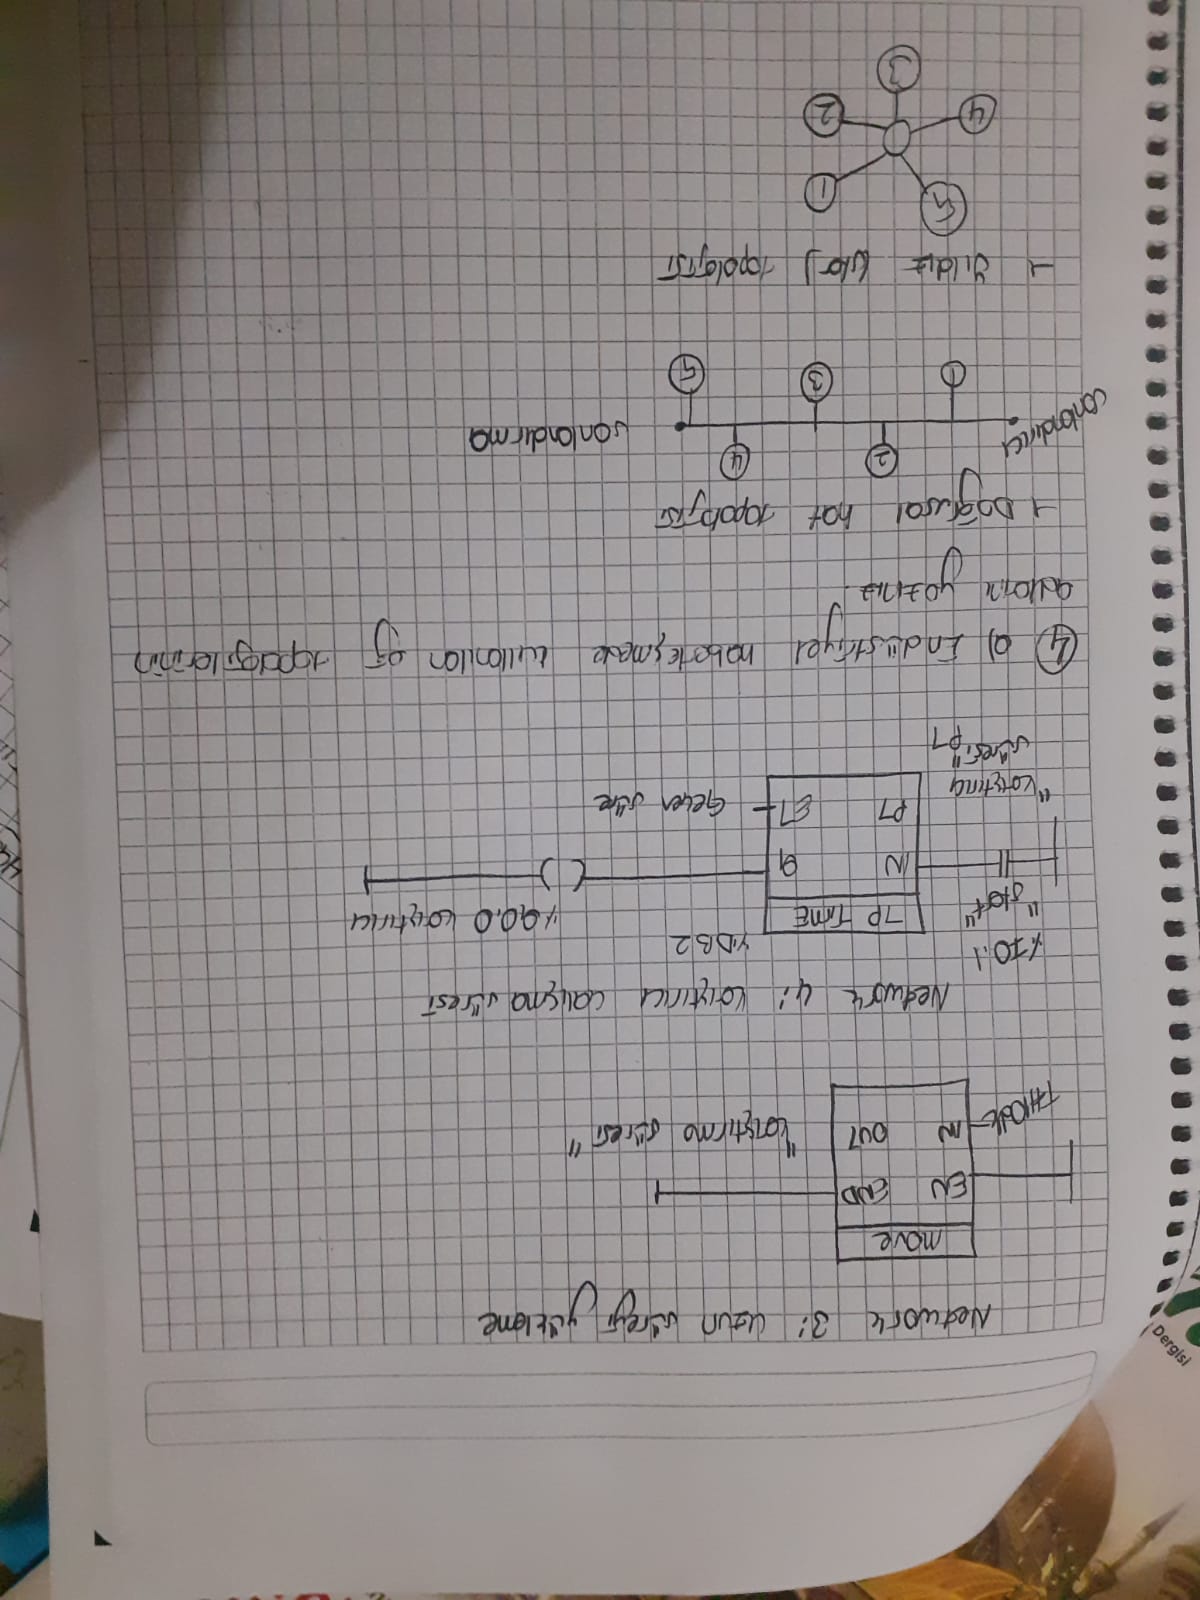 Dergisi
Network 3: Uzun süreyi yükleme
move
EN END
IN OUT "karıştırma süresi"
Network 4: Karıştırıcı çalışma süresi
%I0.1
"start"
%DB2
TP TIME
%Q0.0 karıştırıcı
IN Q
PT ET Geçen süre
"karıştırıcı
süresi"
PT
4 a) Endüstriyel haberleşmede kullanılan ağ topolojilerinin
adlarını yazınız.
→ Doğrusal hat topolojisi
sonlandırıcı
2 4
sonlandırma
1 3 5
→ Yıldız (star) topolojisi
5 1
4 2
3